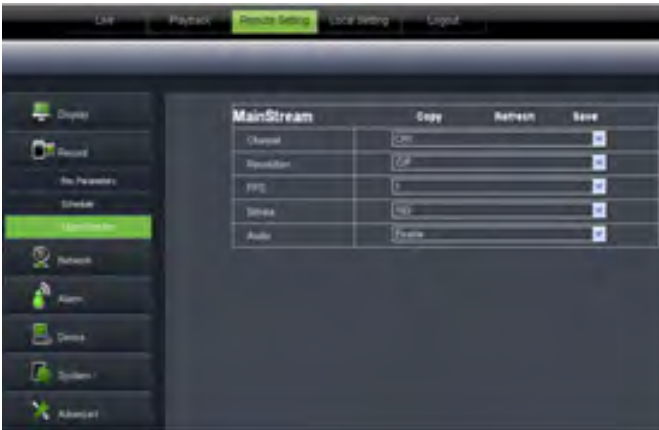 Live Playback Remote Setting Local Setting Logout
Display
Record
Rec Parameters
Schedule
MainStream
Network
Alarm
Device
System
Advanced
MainStream Copy Refresh Save
Channel CH1
Resolution CIF
FPS
Bitrate
Audio Enable